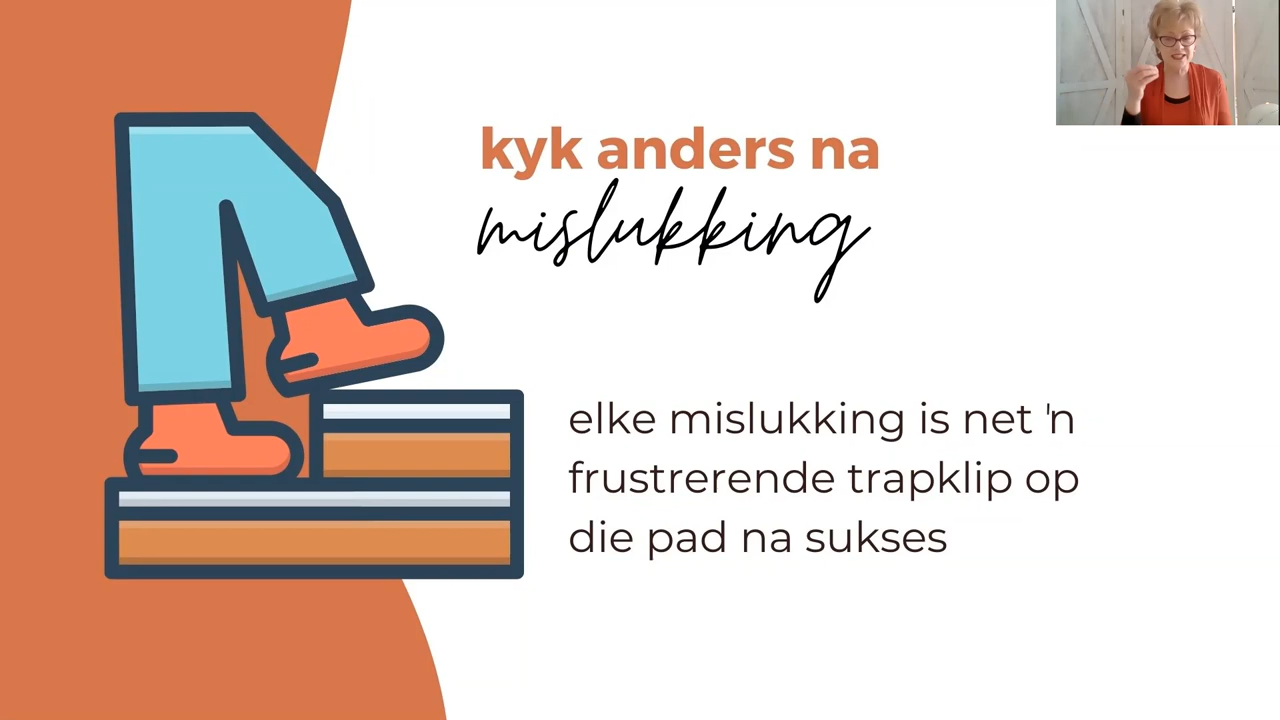 kyk anders na
mislukking
elke mislukking is net 'n
frustrerende trapklip op
die pad na sukses